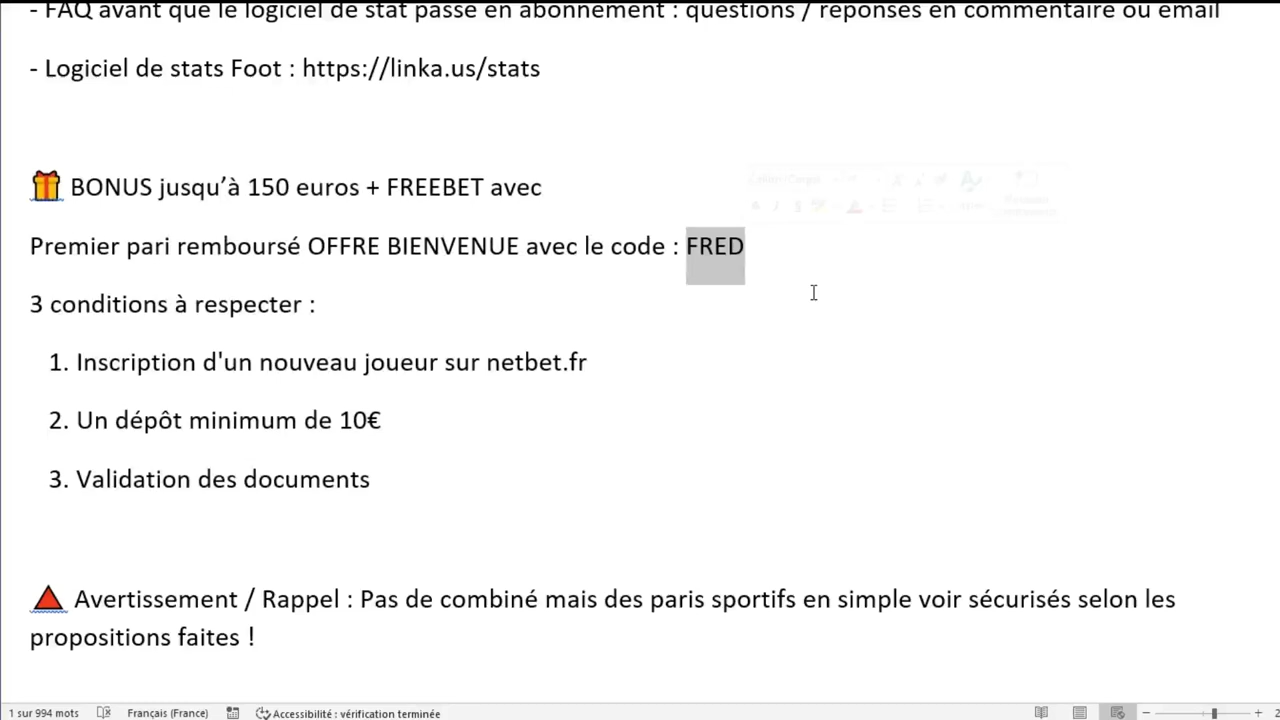 - FAQ avant que le logiciel de stat passe en abonnement : questions / réponses en commentaire ou email
- Logiciel de stats Foot : https://linka.us/stats
🎁 BONUS jusqu’à 150 euros + FREEBET avec
Premier pari remboursé OFFRE BIENVENUE avec le code : FRED
3 conditions à respecter :
1. Inscription d'un nouveau joueur sur netbet.fr
2. Un dépôt minimum de 10€
3. Validation des documents
🔺 Avertissement / Rappel : Pas de combiné mais des paris sportifs en simple voir sécurisés selon les
propositions faites !
1 sur 994 mots Français (France) Accessibilité : vérification terminée